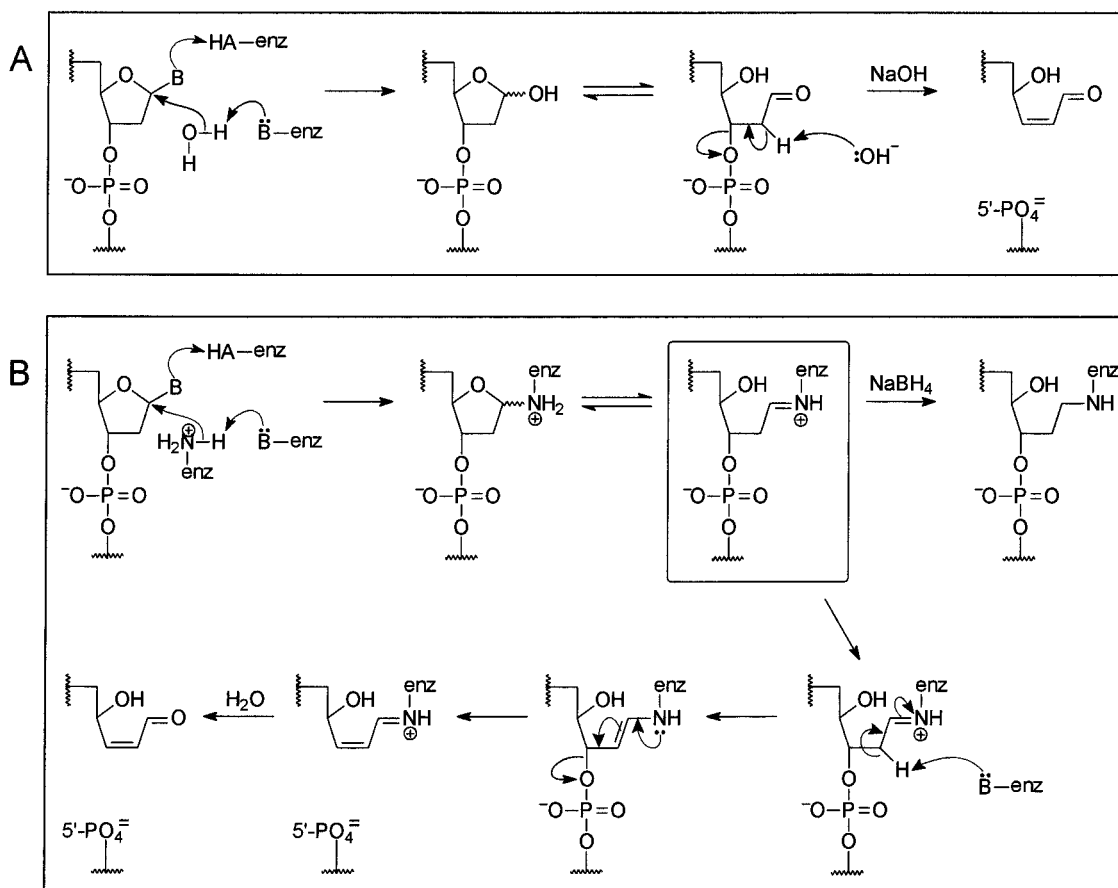 A
HA–enz
O
B
O
H
H
B̈–enz
O
⁻O–P=O
O
O
OH
O
⁻O–P=O
O
OH
O
H
O
⁻O–P=O
O
:OH⁻
NaOH
OH
O
5'-PO₄⁼
B
HA–enz
O
B
H₂N–H
⊕
enz
B̈–enz
O
⁻O–P=O
O
enz
O
NH₂
⊕
O
⁻O–P=O
O
enz
OH
NH
⊕
O
⁻O–P=O
O
NaBH₄
enz
OH
NH
O
⁻O–P=O
O
OH
O
5'-PO₄⁼
H₂O
enz
OH
NH
⊕
5'-PO₄⁼
enz
OH
N̤H
O
⁻O–P=O
O
enz
OH
NH
⊕
H
B̈–enz
O
⁻O–P=O
O